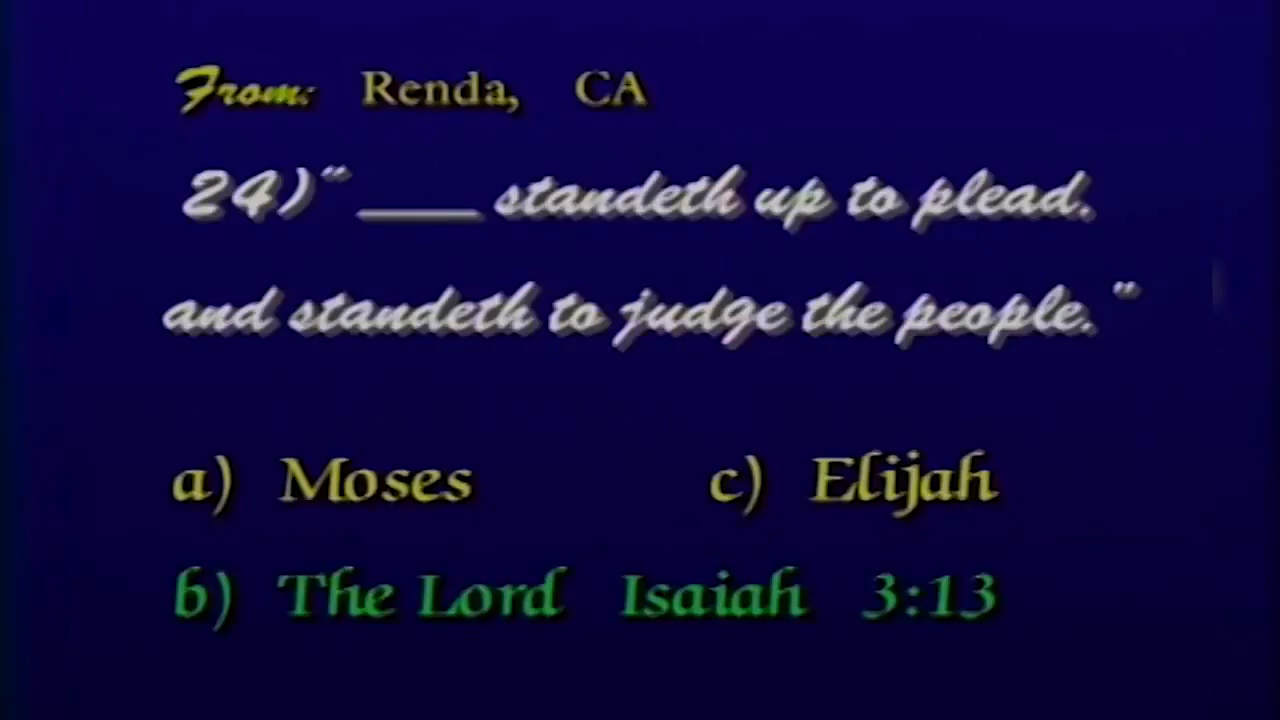 From: Renda, CA
24)“ ___ standeth up to plead.
and standeth to judge the people.”
a) Moses
c) Elijah
b) The Lord Isaiah 3:13